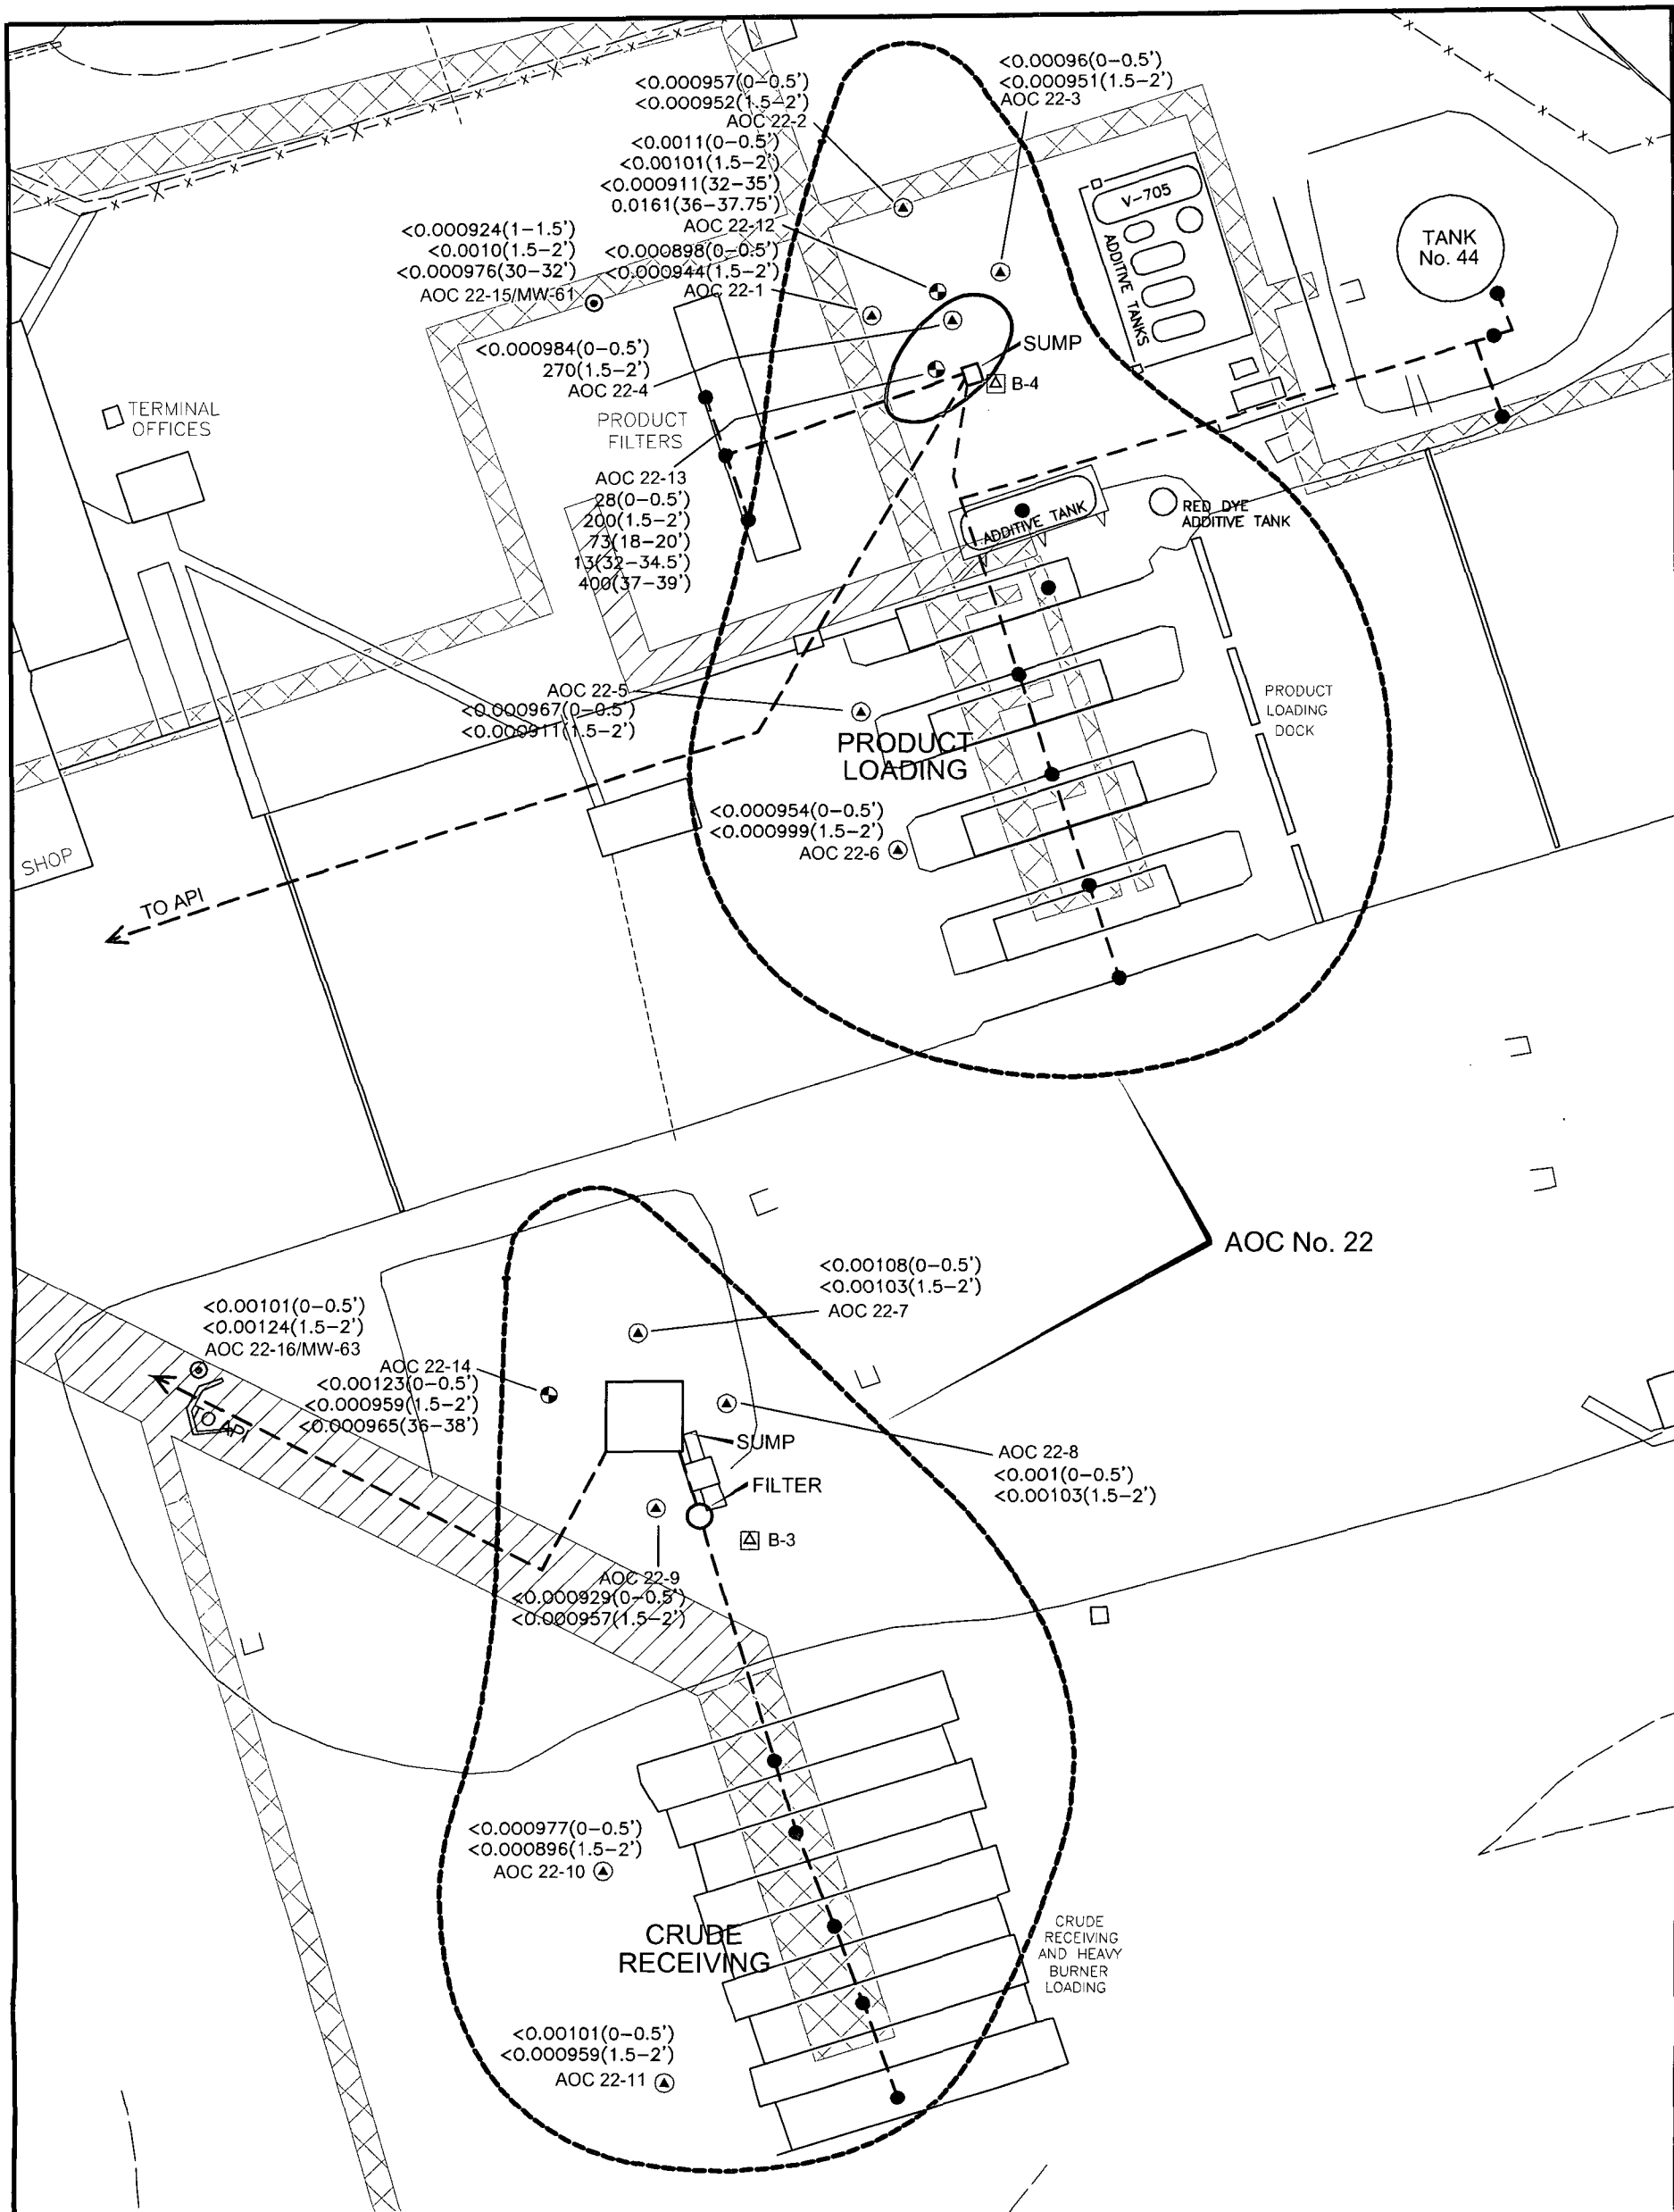 <0.00096(0-0.5')
<0.000951(1.5-2')
AOC 22-3
<0.000957(0-0.5')
<0.000952(1.5-2')
AOC 22-2
<0.0011(0-0.5')
<0.00101(1.5-2')
<0.000911(32-35')
0.0161(36-37.75')
AOC 22-12
<0.000924(1-1.5')
<0.0010(1.5-2')
<0.000976(30-32')
AOC 22-15/MW-61
<0.000898(0-0.5')
<0.000944(1.5-2')
AOC 22-1
V-705
ADDITIVE TANKS
TANK
No. 44
<0.000984(0-0.5')
270(1.5-2')
AOC 22-4
SUMP
B-4
TERMINAL
OFFICES
PRODUCT
FILTERS
AOC 22-13
28(0-0.5')
200(1.5-2')
73(18-20')
13(32-34.5')
400(37-39')
ADDITIVE TANK
RED DYE
ADDITIVE TANK
AOC 22-5
<0.000967(0-0.5')
<0.000911(1.5-2')
PRODUCT
LOADING
DOCK
PRODUCT
LOADING
<0.000954(0-0.5')
<0.000999(1.5-2')
AOC 22-6
SHOP
TO API
AOC No. 22
<0.00108(0-0.5')
<0.00103(1.5-2')
AOC 22-7
<0.00101(0-0.5')
<0.00124(1.5-2')
AOC 22-16/MW-63
AOC 22-14
<0.00123(0-0.5')
<0.000959(1.5-2')
<0.000965(36-38')
TO API
SUMP
FILTER
AOC 22-8
<0.001(0-0.5')
<0.00103(1.5-2')
B-3
AOC 22-9
<0.000929(0-0.5')
<0.000957(1.5-2')
<0.000977(0-0.5')
<0.000896(1.5-2')
AOC 22-10
CRUDE
RECEIVING
CRUDE
RECEIVING
AND HEAVY
BURNER
LOADING
<0.00101(0-0.5')
<0.000959(1.5-2')
AOC 22-11